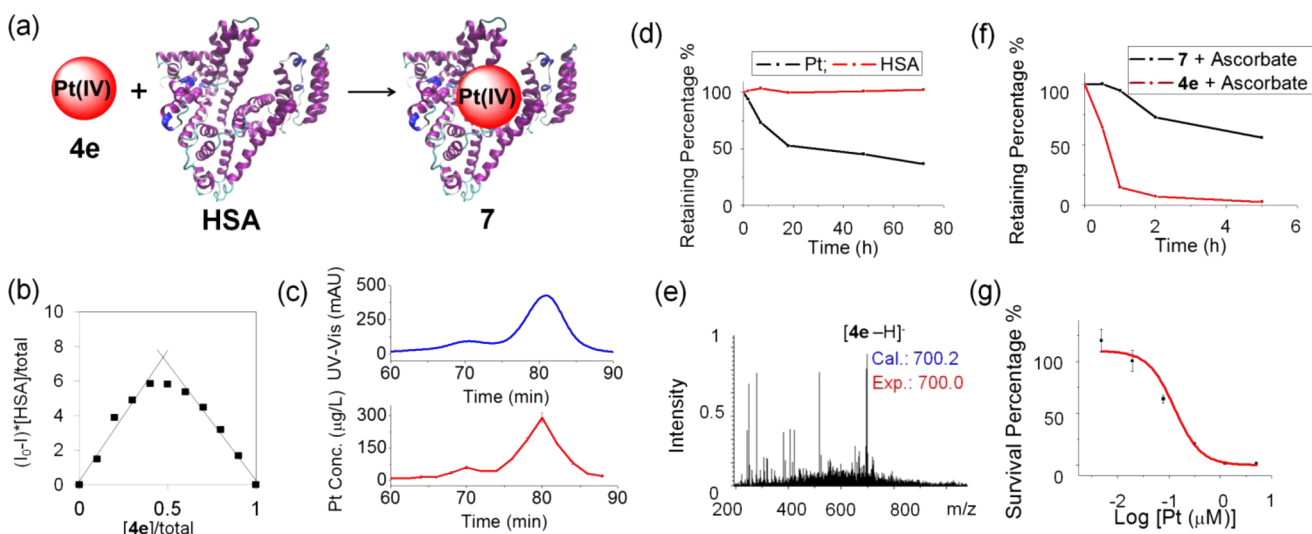 (a)
Pt(IV)
+
Pt(IV)
4e
HSA
7
(b)
(I₀-I)*[HSA]/total
10
8
6
4
2
0
0
0.5
1
[4e]/total
(c)
UV-Vis (mAU)
500
250
0
60
70
80
90
Time (min)
Pt Conc. (μg/L)
300
150
0
60
70
80
90
Time (min)
(d)
Pt; HSA
Retaining Percentage %
100
50
0
0
20
40
60
80
Time (h)
(e)
[4e –H]⁻
Cal.: 700.2
Exp.: 700.0
Intensity
1
0.5
0
200
400
600
800
m/z
(f)
7 + Ascorbate
4e + Ascorbate
Retaining Percentage %
100
50
0
0
2
4
6
Time (h)
(g)
Survival Percentage %
100
50
0
-2
-1
0
1
Log [Pt (μM)]